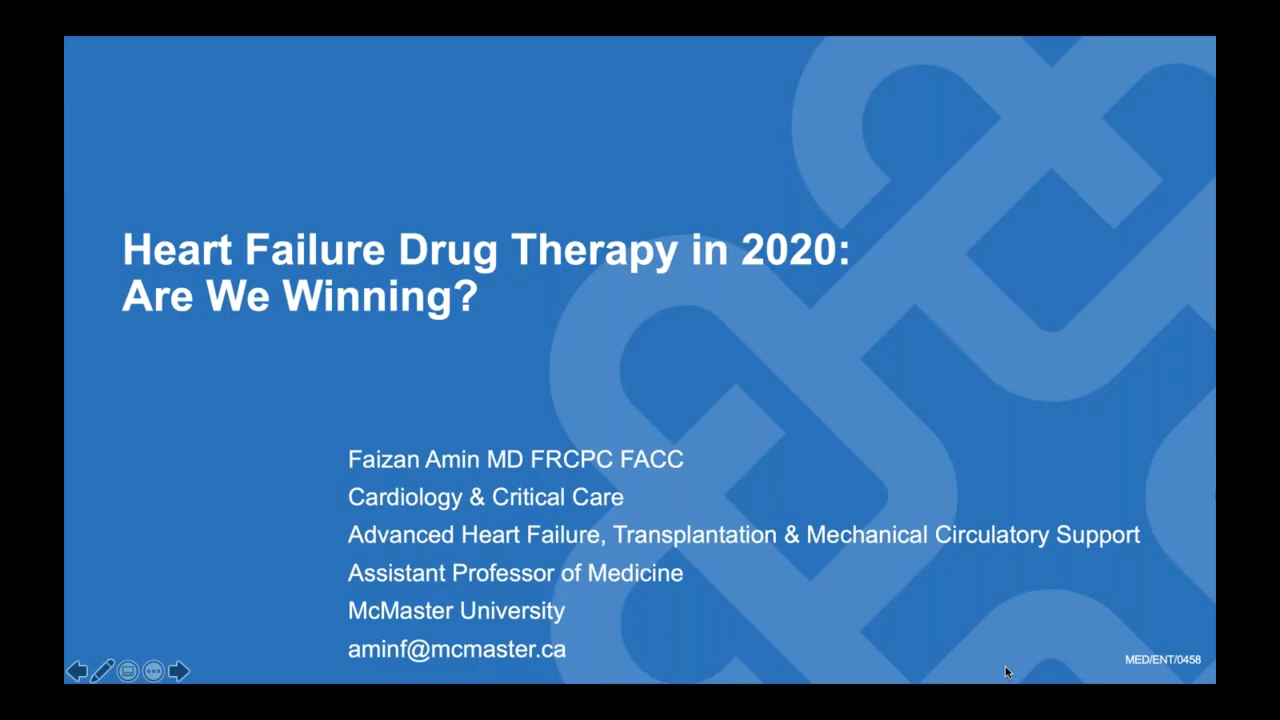 Heart Failure Drug Therapy in 2020:
Are We Winning?
Faizan Amin MD FRCPC FACC
Cardiology & Critical Care
Advanced Heart Failure, Transplantation & Mechanical Circulatory Support
Assistant Professor of Medicine
McMaster University
aminf@mcmaster.ca
MED/ENT/0458